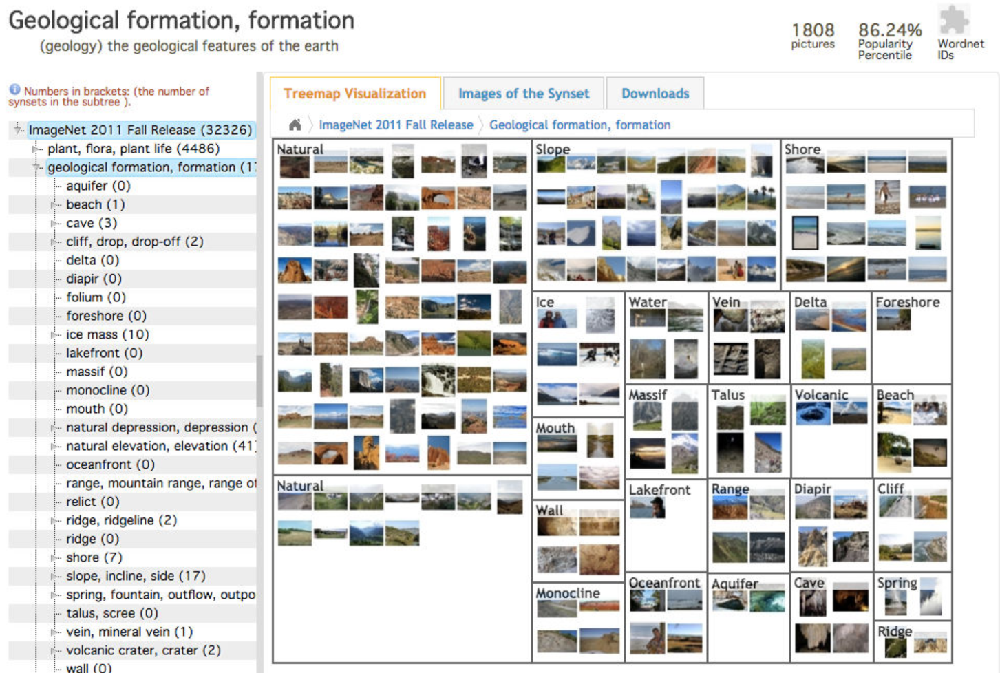 Geological formation, formation
(geology) the geological features of the earth
1808
pictures
86.24%
Popularity
Percentile
Wordnet
IDs
Numbers in brackets: (the number of
synsets in the subtree ).
ImageNet 2011 Fall Release (32326)
plant, flora, plant life (4486)
geological formation, formation (17
aquifer (0)
beach (1)
cave (3)
cliff, drop, drop-off (2)
delta (0)
diapir (0)
folium (0)
foreshore (0)
ice mass (10)
lakefront (0)
massif (0)
monocline (0)
mouth (0)
natural depression, depression (
natural elevation, elevation (41)
oceanfront (0)
range, mountain range, range of
relict (0)
ridge, ridgeline (2)
ridge (0)
shore (7)
slope, incline, side (17)
spring, fountain, outflow, outpo
talus, scree (0)
vein, mineral vein (1)
volcanic crater, crater (2)
wall (0)
Treemap Visualization
Images of the Synset
Downloads
ImageNet 2011 Fall Release
Geological formation, formation
Natural
Slope
Shore
Ice
Water
Vein
Delta
Foreshore
Massif
Talus
Volcanic
Beach
Mouth
Natural
Lakefront
Range
Diapir
Cliff
Wall
Monocline
Oceanfront
Aquifer
Cave
Spring
Ridge